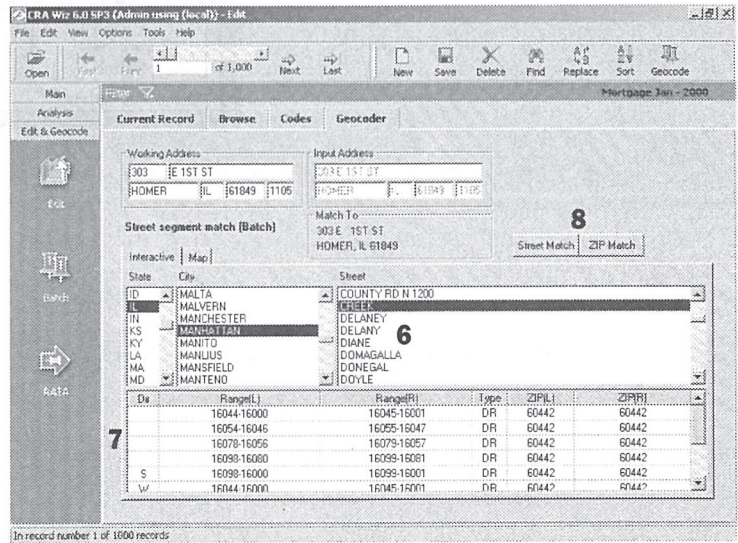 CRA Wiz 6.0 SP3 (Admin using (local)) - Edit
File Edit View Options Tools Help
Open First Prev 1 of 1,000 Next Last New Save Delete Find Replace Sort Geocode
Main
Filter
Mortgage Jan - 2000
Analysis
Edit & Geocode
Current Record Browse Codes Geocoder
Working Address
303 E 1ST ST
HOMER IL 61849 1105
Input Address
303 E 1ST ST
HOMER IL 61849 1105
Edit
Street segment match (Batch)
Match To
303 E 1ST ST
HOMER, IL 61849
8
Street Match ZIP Match
Interactive Map
State City Street
ID MALTA COUNTY RD N 1200
IL MALVERN CREEK
IN MANCHESTER DELANEY
KS MANHATTAN DELANY
KY MANITO DIANE
LA MANLIUS DOMAGALLA
MA MANSFIELD DONEGAL
MD MANTENO DOYLE
6
Batch
7
Dir Range(L) Range(R) Type ZIP(L) ZIP(R)
16044-16000 16045-16001 DR 60442 60442
16054-16046 16055-16047 DR 60442 60442
16078-16056 16079-16057 DR 60442 60442
16098-16080 16099-16081 DR 60442 60442
S 16098-16000 16099-16001 DR 60442 60442
W 16044-16000 16045-16001 DR 60442 60442
In record number 1 of 1000 records